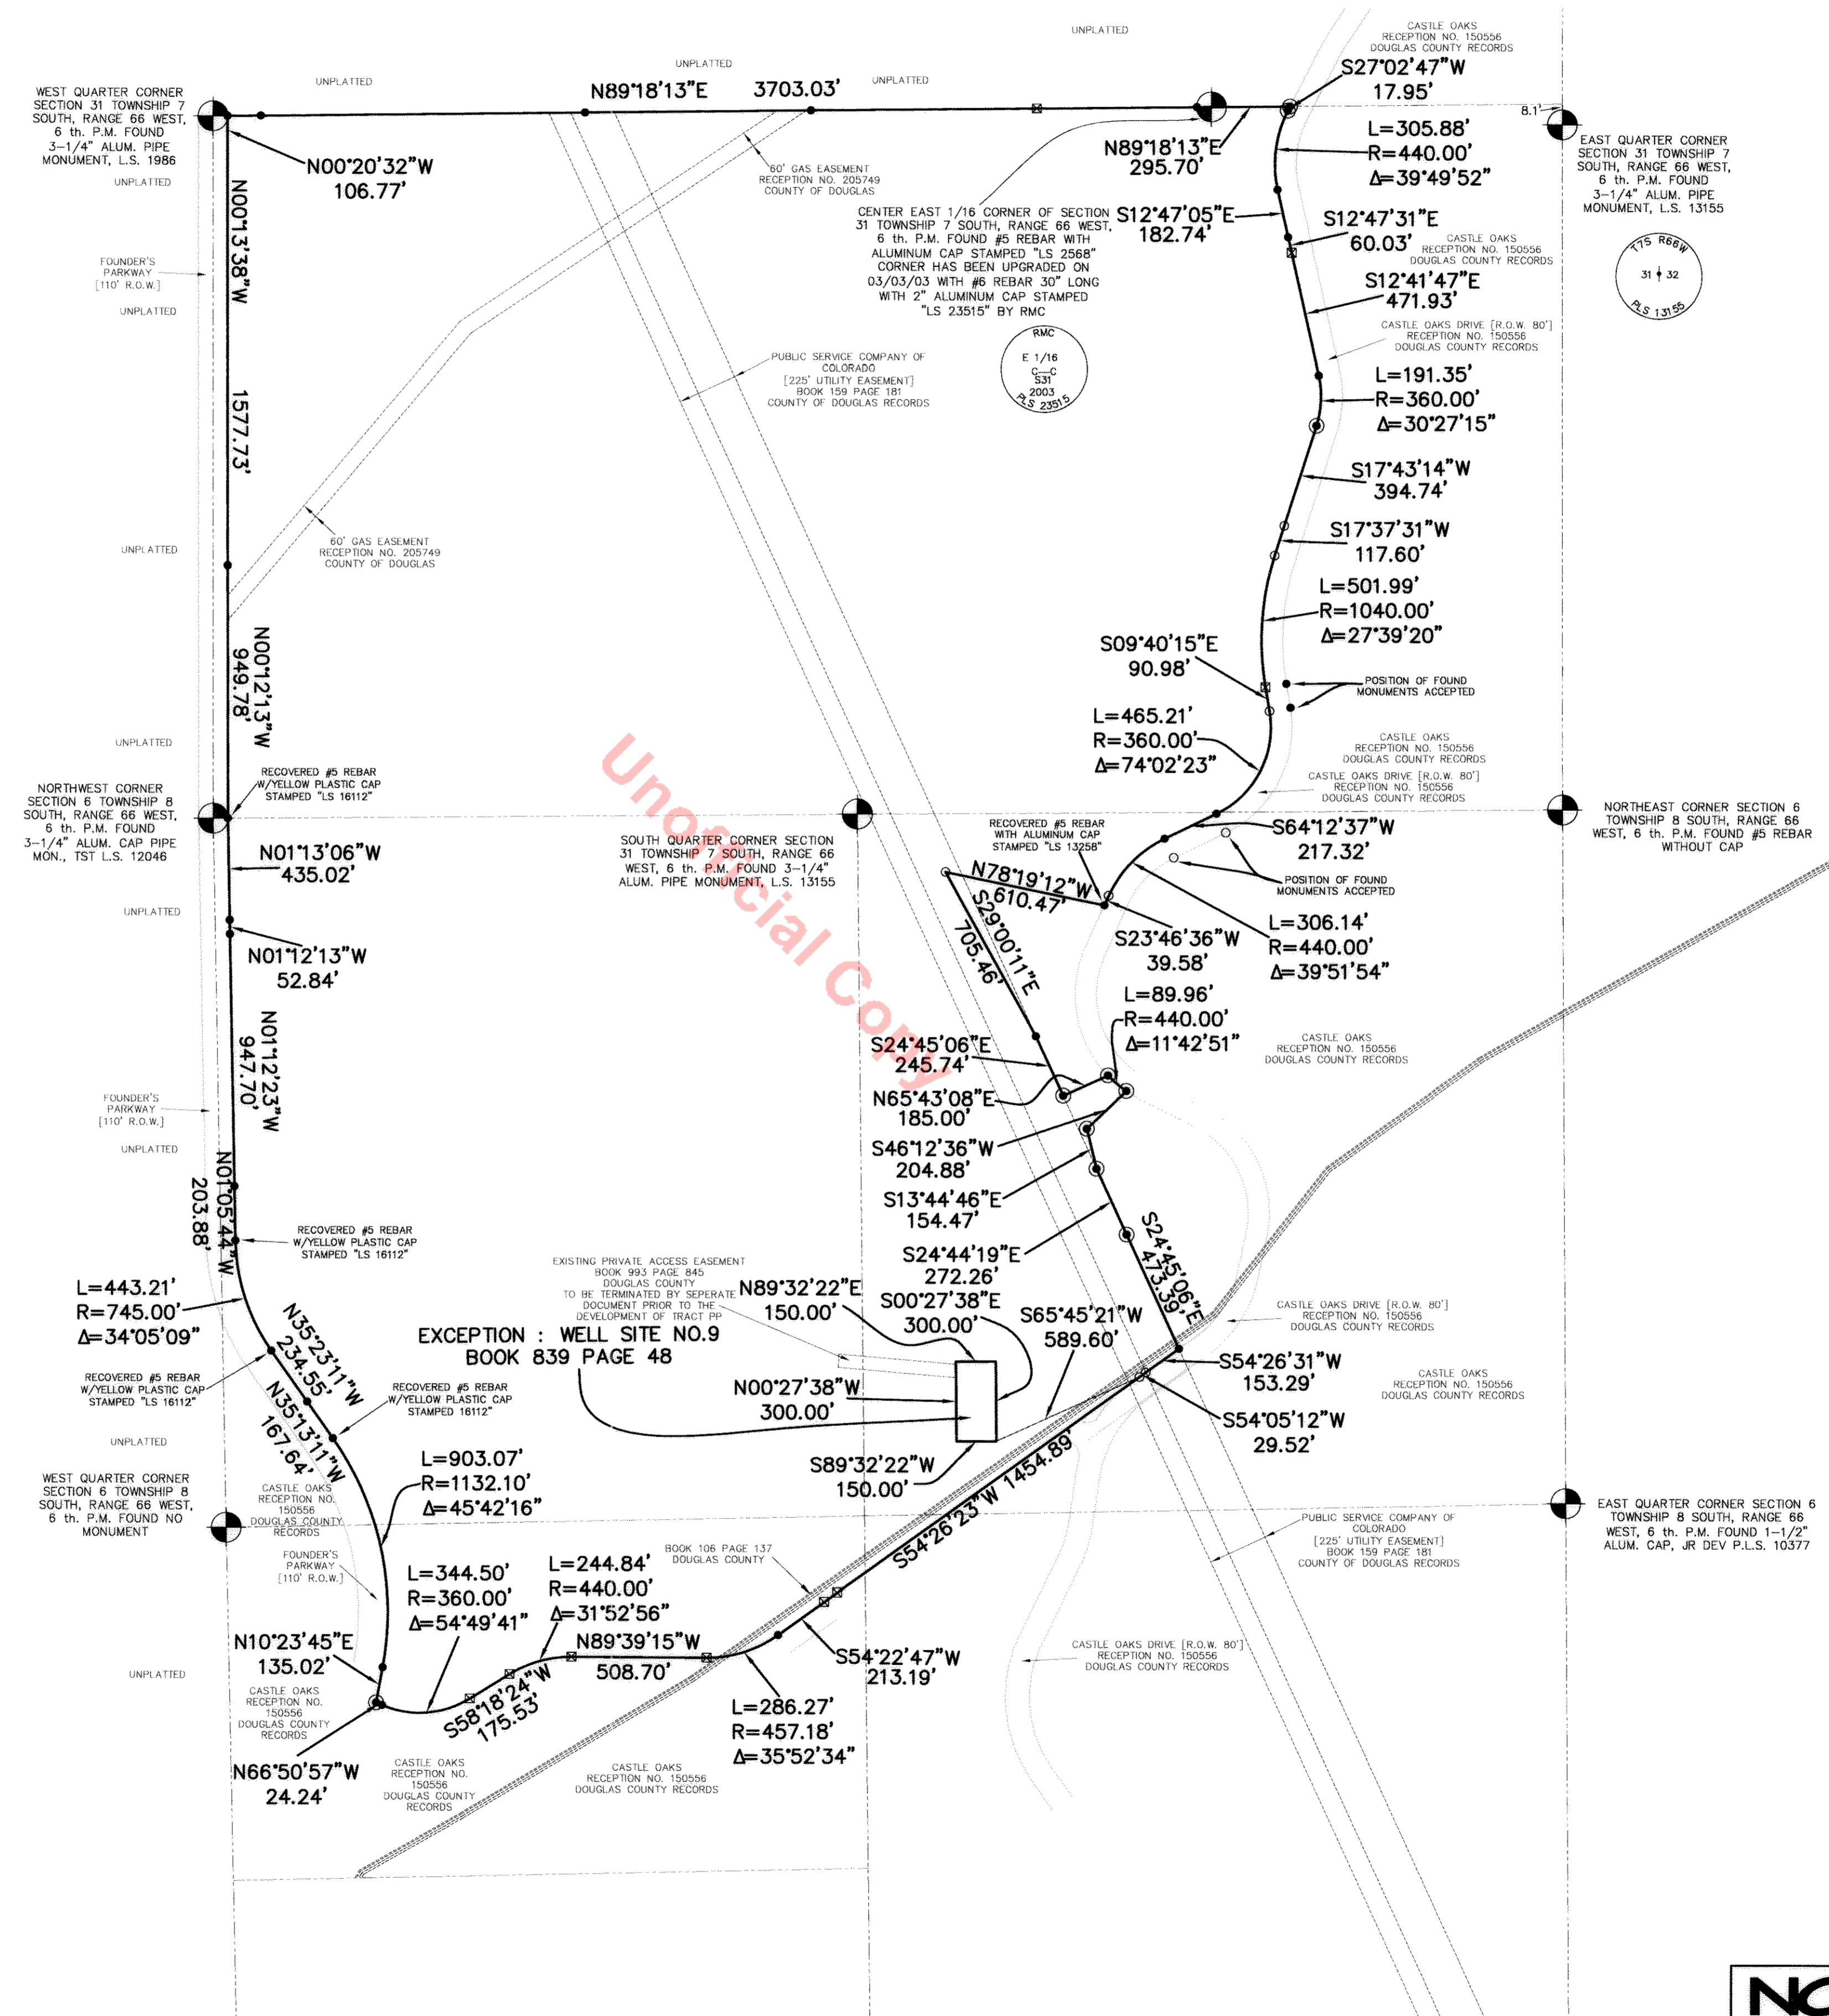 UNPLATTED
CASTLE OAKS
RECEPTION NO. 150556
DOUGLAS COUNTY RECORDS
S27°02'47"W
17.95'
8.1'
UNPLATTED
UNPLATTED
UNPLATTED
N89°18'13"E 3703.03'
WEST QUARTER CORNER
SECTION 31 TOWNSHIP 7
SOUTH, RANGE 66 WEST,
6 th. P.M. FOUND
3-1/4" ALUM. PIPE
MONUMENT, L.S. 1986
UNPLATTED
N00°20'32"W
106.77'
60' GAS EASEMENT
RECEPTION NO. 205749
COUNTY OF DOUGLAS
N89°18'13"E
295.70'
L=305.88'
R=440.00'
Δ=39°49'52"
EAST QUARTER CORNER
SECTION 31 TOWNSHIP 7
SOUTH, RANGE 66 WEST,
6 th. P.M. FOUND
3-1/4" ALUM. PIPE
MONUMENT, L.S. 13155
T7S R66W
31 32
PLS 13155
CENTER EAST 1/16 CORNER OF SECTION
31 TOWNSHIP 7 SOUTH, RANGE 66 WEST,
6 th. P.M. FOUND #5 REBAR WITH
ALUMINUM CAP STAMPED "LS 2568"
CORNER HAS BEEN UPGRADED ON
03/03/03 WITH #6 REBAR 30" LONG
WITH 2" ALUMINUM CAP STAMPED
"LS 23515" BY RMC
RMC
E 1/16
C—C
S31
2003
PLS 23515
S12°47'05"E
182.74'
S12°47'31"E
60.03'
CASTLE OAKS
RECEPTION NO. 150556
DOUGLAS COUNTY RECORDS
S12°41'47"E
471.93'
CASTLE OAKS DRIVE [R.O.W. 80']
RECEPTION NO. 150556
DOUGLAS COUNTY RECORDS
N00°13'38"W
1577.73'
FOUNDER'S
PARKWAY
[110' R.O.W.]
UNPLATTED
PUBLIC SERVICE COMPANY OF
COLORADO
[225' UTILITY EASEMENT]
BOOK 159 PAGE 181
COUNTY OF DOUGLAS RECORDS
L=191.35'
R=360.00'
Δ=30°27'15"
S17°43'14"W
394.74'
S17°37'31"W
117.60'
60' GAS EASEMENT
RECEPTION NO. 205749
COUNTY OF DOUGLAS
UNPLATTED
L=501.99'
R=1040.00'
Δ=27°39'20"
N00°12'13"W
949.78'
S09°40'15"E
90.98'
POSITION OF FOUND
MONUMENTS ACCEPTED
L=465.21'
R=360.00'
Δ=74°02'23"
UNPLATTED
CASTLE OAKS
RECEPTION NO. 150556
DOUGLAS COUNTY RECORDS
CASTLE OAKS DRIVE [R.O.W. 80']
RECEPTION NO. 150556
DOUGLAS COUNTY RECORDS
RECOVERED #5 REBAR
W/YELLOW PLASTIC CAP
STAMPED "LS 16112"
NORTHWEST CORNER
SECTION 6 TOWNSHIP 8
SOUTH, RANGE 66 WEST,
6 th. P.M. FOUND
3-1/4" ALUM. CAP PIPE
MON., TST L.S. 12046
Unofficial Copy
SOUTH QUARTER CORNER SECTION
31 TOWNSHIP 7 SOUTH, RANGE 66
WEST, 6 th. P.M. FOUND 3-1/4"
ALUM. PIPE MONUMENT, L.S. 13155
RECOVERED #5 REBAR
WITH ALUMINUM CAP
STAMPED "LS 13258"
S64°12'37"W
217.32'
NORTHEAST CORNER SECTION 6
TOWNSHIP 8 SOUTH, RANGE 66
WEST, 6 th. P.M. FOUND #5 REBAR
WITHOUT CAP
POSITION OF FOUND
MONUMENTS ACCEPTED
N01°13'06"W
435.02'
UNPLATTED
N78°19'12"W
610.47'
S29°00'11"E
705.46'
S23°46'36"W
39.58'
L=306.14'
R=440.00'
Δ=39°51'54"
N01°12'13"W
52.84'
L=89.96'
R=440.00'
Δ=11°42'51"
N01°12'23"W
947.70'
S24°45'06"E
245.74'
CASTLE OAKS
RECEPTION NO. 150556
DOUGLAS COUNTY RECORDS
N65°43'08"E
185.00'
FOUNDER'S
PARKWAY
[110' R.O.W.]
UNPLATTED
S46°12'36"W
204.88'
S13°44'46"E
154.47'
N01°05'44"W
203.88'
RECOVERED #5 REBAR
W/YELLOW PLASTIC CAP
STAMPED "LS 16112"
S24°44'19"E
272.26'
S24°45'06"E
473.39'
EXISTING PRIVATE ACCESS EASEMENT
BOOK 993 PAGE 845
DOUGLAS COUNTY
TO BE TERMINATED BY SEPERATE
DOCUMENT PRIOR TO THE
DEVELOPMENT OF TRACT PP
N89°32'22"E
150.00'
S00°27'38"E
300.00'
S65°45'21"W
589.60'
CASTLE OAKS DRIVE [R.O.W. 80']
RECEPTION NO. 150556
DOUGLAS COUNTY RECORDS
L=443.21'
R=745.00'
Δ=34°05'09"
N35°23'11"W
234.55'
EXCEPTION : WELL SITE NO.9
BOOK 839 PAGE 48
S54°26'31"W
153.29'
CASTLE OAKS
RECEPTION NO. 150556
DOUGLAS COUNTY RECORDS
RECOVERED #5 REBAR
W/YELLOW PLASTIC CAP
STAMPED "LS 16112"
RECOVERED #5 REBAR
W/YELLOW PLASTIC CAP
STAMPED 16112"
N00°27'38"W
300.00'
S54°05'12"W
29.52'
N35°13'11"W
167.64'
UNPLATTED
L=903.07'
R=1132.10'
Δ=45°42'16"
S89°32'22"W
150.00'
S54°26'23"W 1454.89'
WEST QUARTER CORNER
SECTION 6 TOWNSHIP 8
SOUTH, RANGE 66 WEST,
6 th. P.M. FOUND NO
MONUMENT
CASTLE OAKS
RECEPTION NO.
150556
DOUGLAS COUNTY
RECORDS
EAST QUARTER CORNER SECTION 6
TOWNSHIP 8 SOUTH, RANGE 66
WEST, 6 th. P.M. FOUND 1-1/2"
ALUM. CAP, JR DEV P.L.S. 10377
PUBLIC SERVICE COMPANY OF
COLORADO
[225' UTILITY EASEMENT]
BOOK 159 PAGE 181
COUNTY OF DOUGLAS RECORDS
FOUNDER'S
PARKWAY
[110' R.O.W.]
BOOK 106 PAGE 137
DOUGLAS COUNTY
L=344.50'
R=360.00'
Δ=54°49'41"
L=244.84'
R=440.00'
Δ=31°52'56"
N10°23'45"E
135.02'
N89°39'15"W
508.70'
S54°22'47"W
213.19'
CASTLE OAKS DRIVE [R.O.W. 80']
RECEPTION NO. 150556
DOUGLAS COUNTY RECORDS
UNPLATTED
CASTLE OAKS
RECEPTION NO.
150556
DOUGLAS COUNTY
RECORDS
S58°18'24"W
175.53'
L=286.27'
R=457.18'
Δ=35°52'34"
N66°50'57"W
24.24'
CASTLE OAKS
RECEPTION NO.
150556
DOUGLAS COUNTY
RECORDS
CASTLE OAKS
RECEPTION NO. 150556
DOUGLAS COUNTY RECORDS